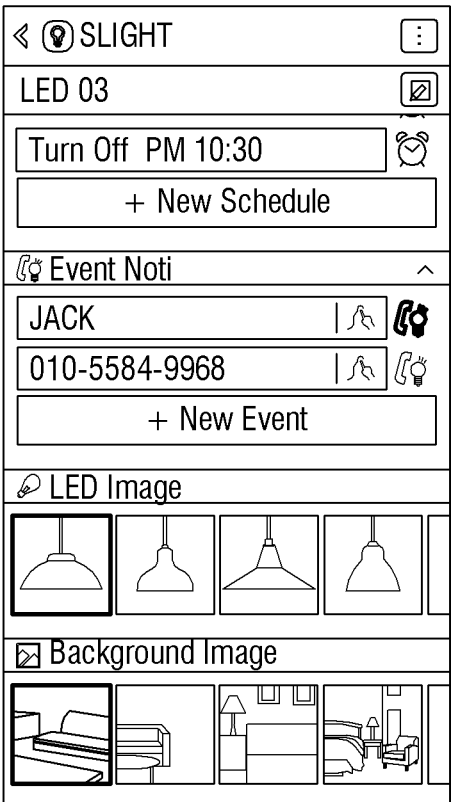 SLIGHT
LED 03
Turn Off PM 10:30
+ New Schedule
Event Noti
JACK
010-5584-9968
+ New Event
LED Image
Background Image